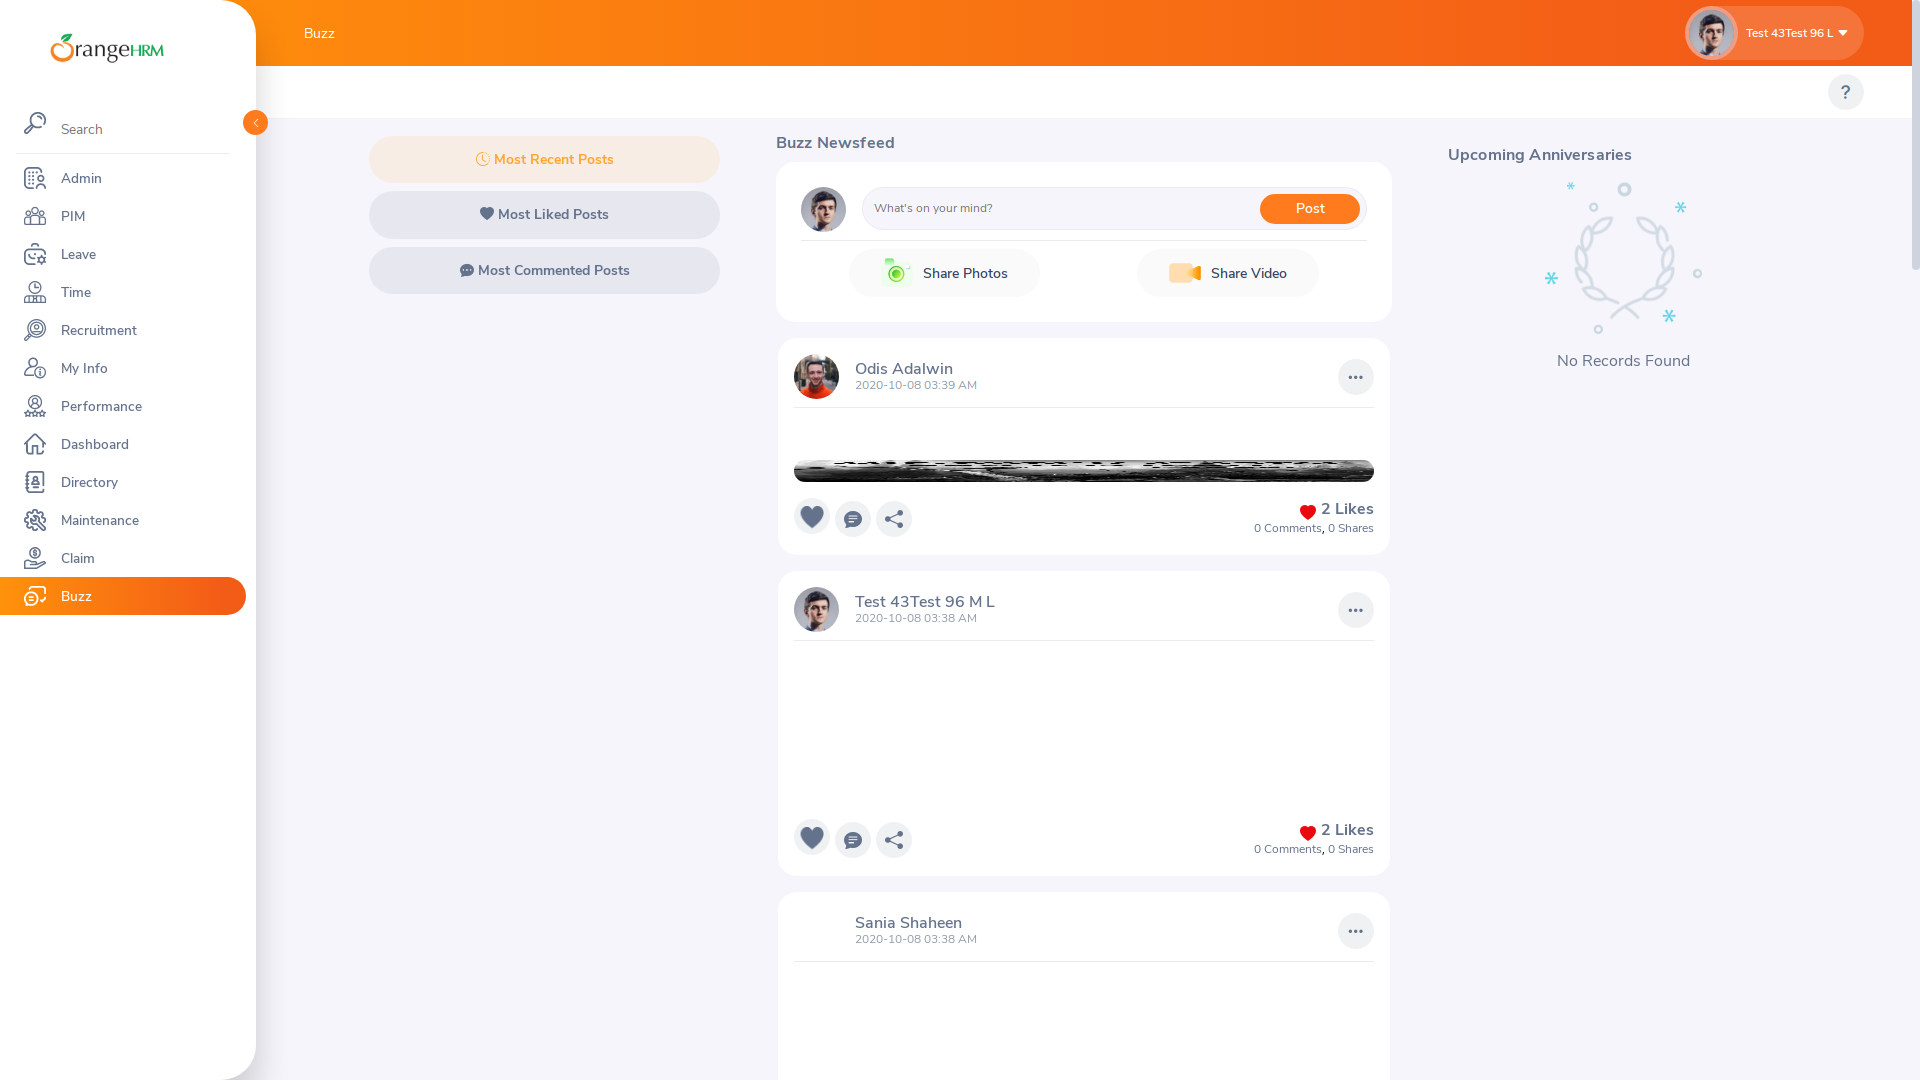 OrangeHRM
Search
Admin
PIM
Leave
Time
Recruitment
My Info
Performance
Dashboard
Directory
Maintenance
Claim
Buzz
Buzz
Test 43Test 96 L
?
Most Recent Posts
Most Liked Posts
Most Commented Posts
Buzz Newsfeed
What's on your mind?
Post
Share Photos
Share Video
Odis Adalwin
2020-10-08 03:39 AM
2 Likes
0 Comments, 0 Shares
Test 43Test 96 M L
2020-10-08 03:38 AM
2 Likes
0 Comments, 0 Shares
Sania Shaheen
2020-10-08 03:38 AM
Upcoming Anniversaries
No Records Found